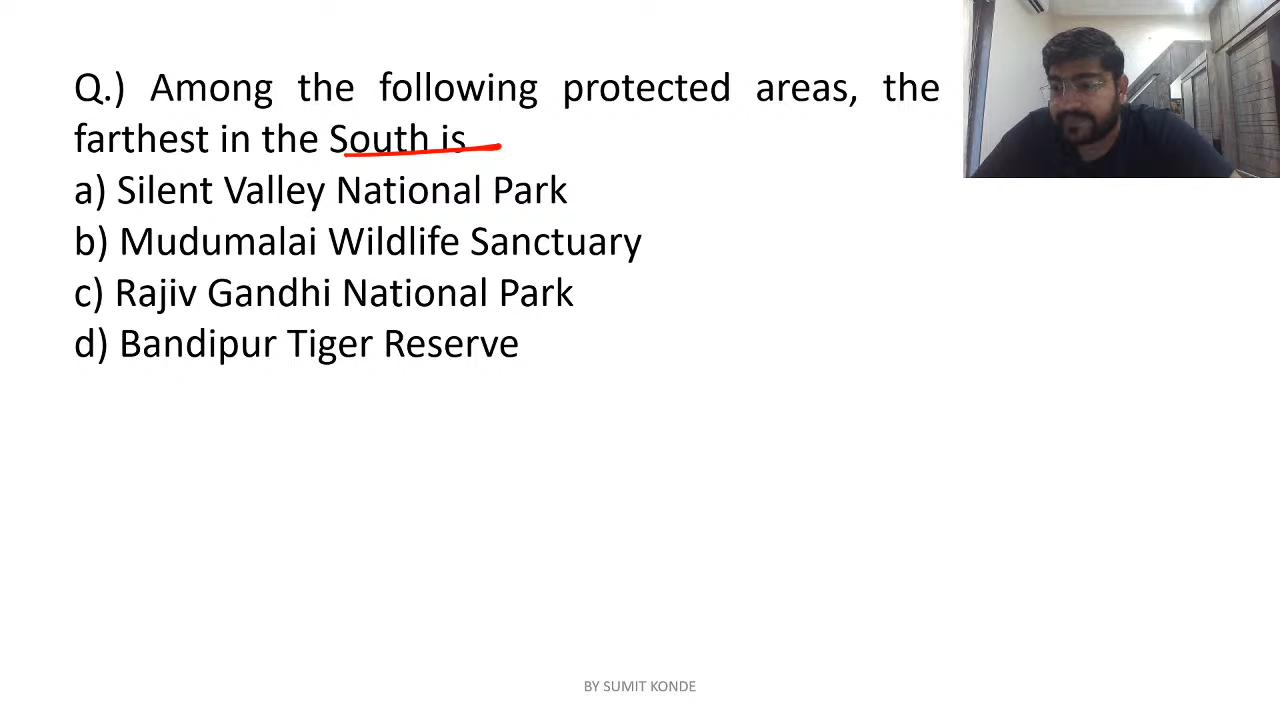 Q.) Among the following protected areas, the
farthest in the South is
a) Silent Valley National Park
b) Mudumalai Wildlife Sanctuary
c) Rajiv Gandhi National Park
d) Bandipur Tiger Reserve
BY SUMIT KONDE